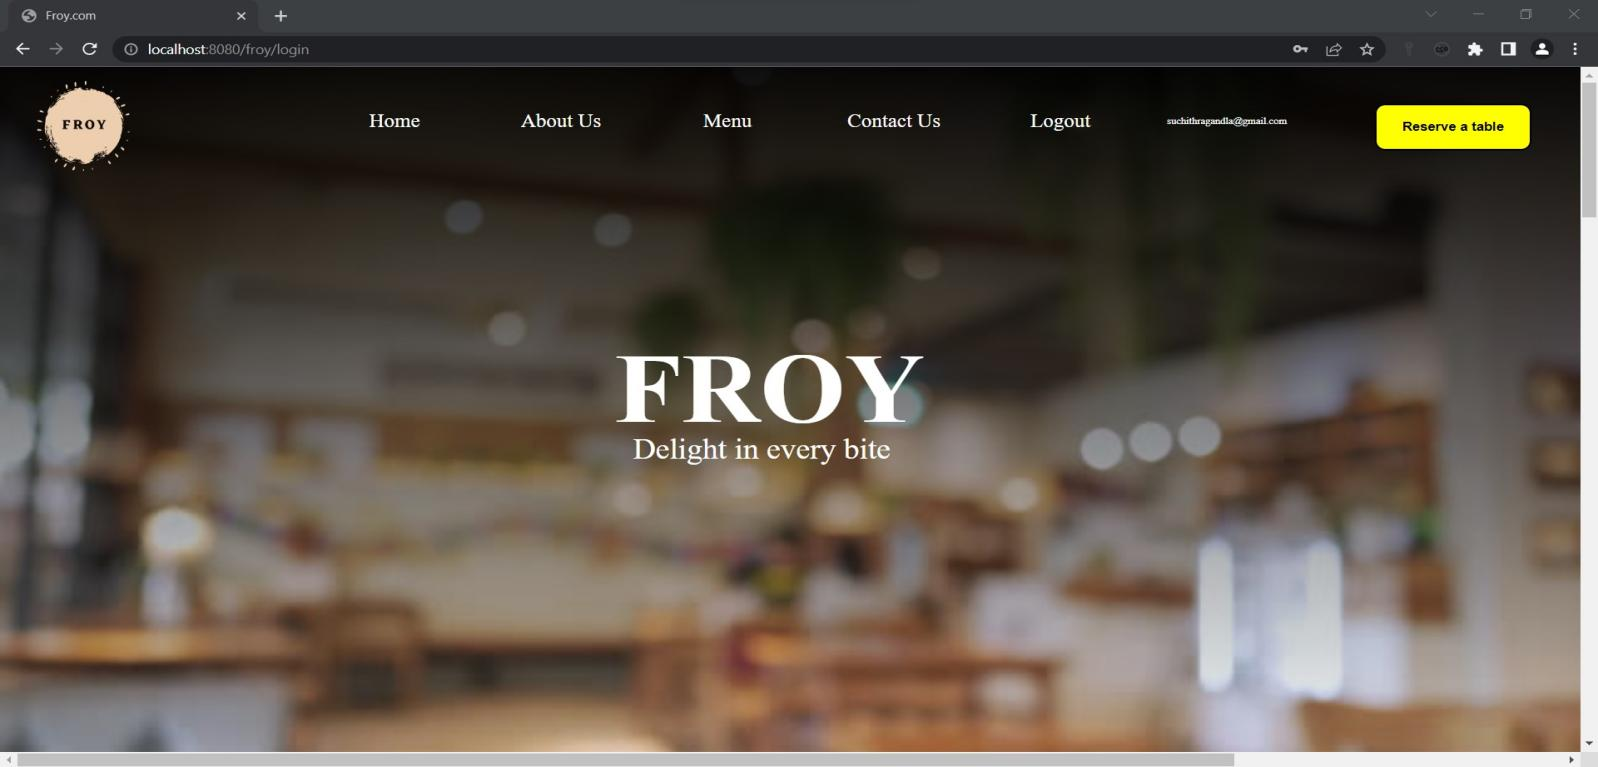 Froy.com
localhost:8080/froy/login
FROY
Home
About Us
Menu
Contact Us
Logout
suchithragandla@gmail.com
Reserve a table
FROY
Delight in every bite